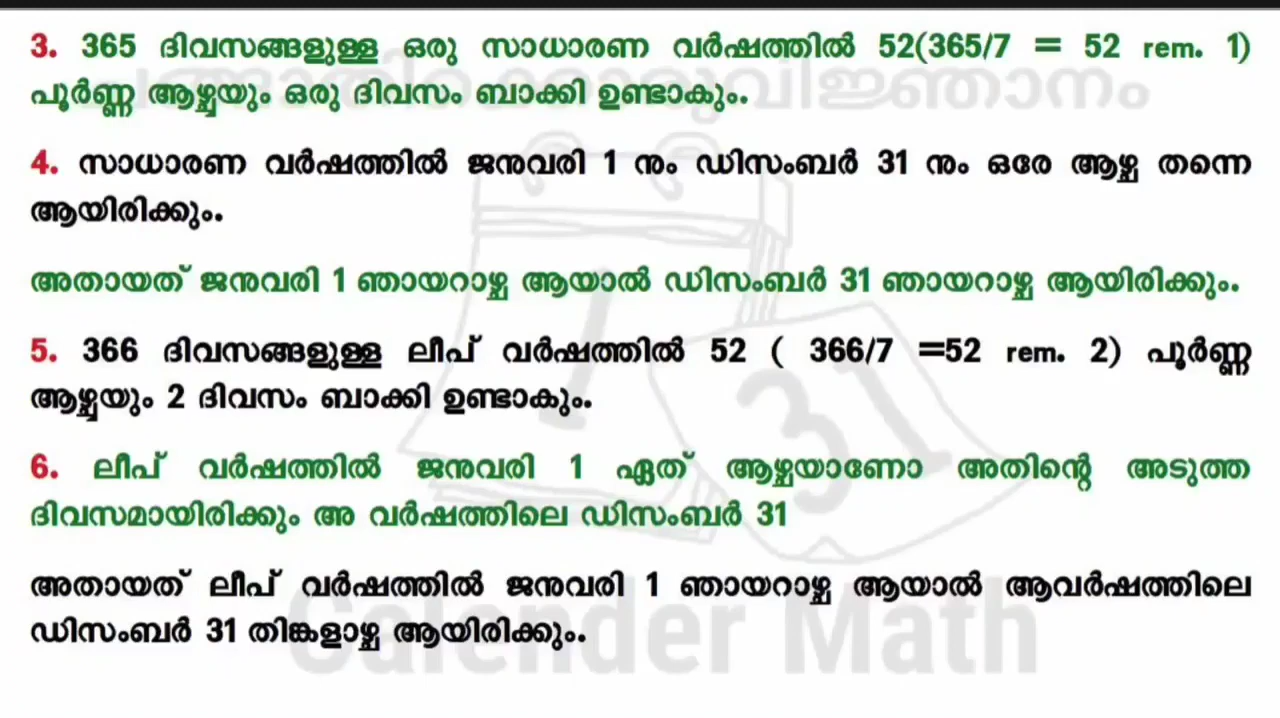 3. 365 ദിവസങ്ങളുള്ള ഒരു സാധാരണ വർഷത്തിൽ 52(365/7 = 52 rem. 1)
പൂർണ്ണ ആഴ്ചയും ഒരു ദിവസം ബാക്കി ഉണ്ടാകും.
4. സാധാരണ വർഷത്തിൽ ജനുവരി 1 നും ഡിസംബർ 31 നും ഒരേ ആഴ്ച തന്നെ
ആയിരിക്കും.
അതായത് ജനുവരി 1 ഞായറാഴ്ച ആയാൽ ഡിസംബർ 31 ഞായറാഴ്ച ആയിരിക്കും.
5. 366 ദിവസങ്ങളുള്ള ലീപ് വർഷത്തിൽ 52 ( 366/7 =52 rem. 2) പൂർണ്ണ
ആഴ്ചയും 2 ദിവസം ബാക്കി ഉണ്ടാകും.
6. ലീപ് വർഷത്തിൽ ജനുവരി 1 ഏത് ആഴ്ചയാണോ അതിന്റെ അടുത്ത
ദിവസമായിരിക്കും അ വർഷത്തിലെ ഡിസംബർ 31
അതായത് ലീപ് വർഷത്തിൽ ജനുവരി 1 ഞായറാഴ്ച ആയാൽ ആവർഷത്തിലെ
ഡിസംബർ 31 തിങ്കളാഴ്ച ആയിരിക്കും.
1
31
Calender Math